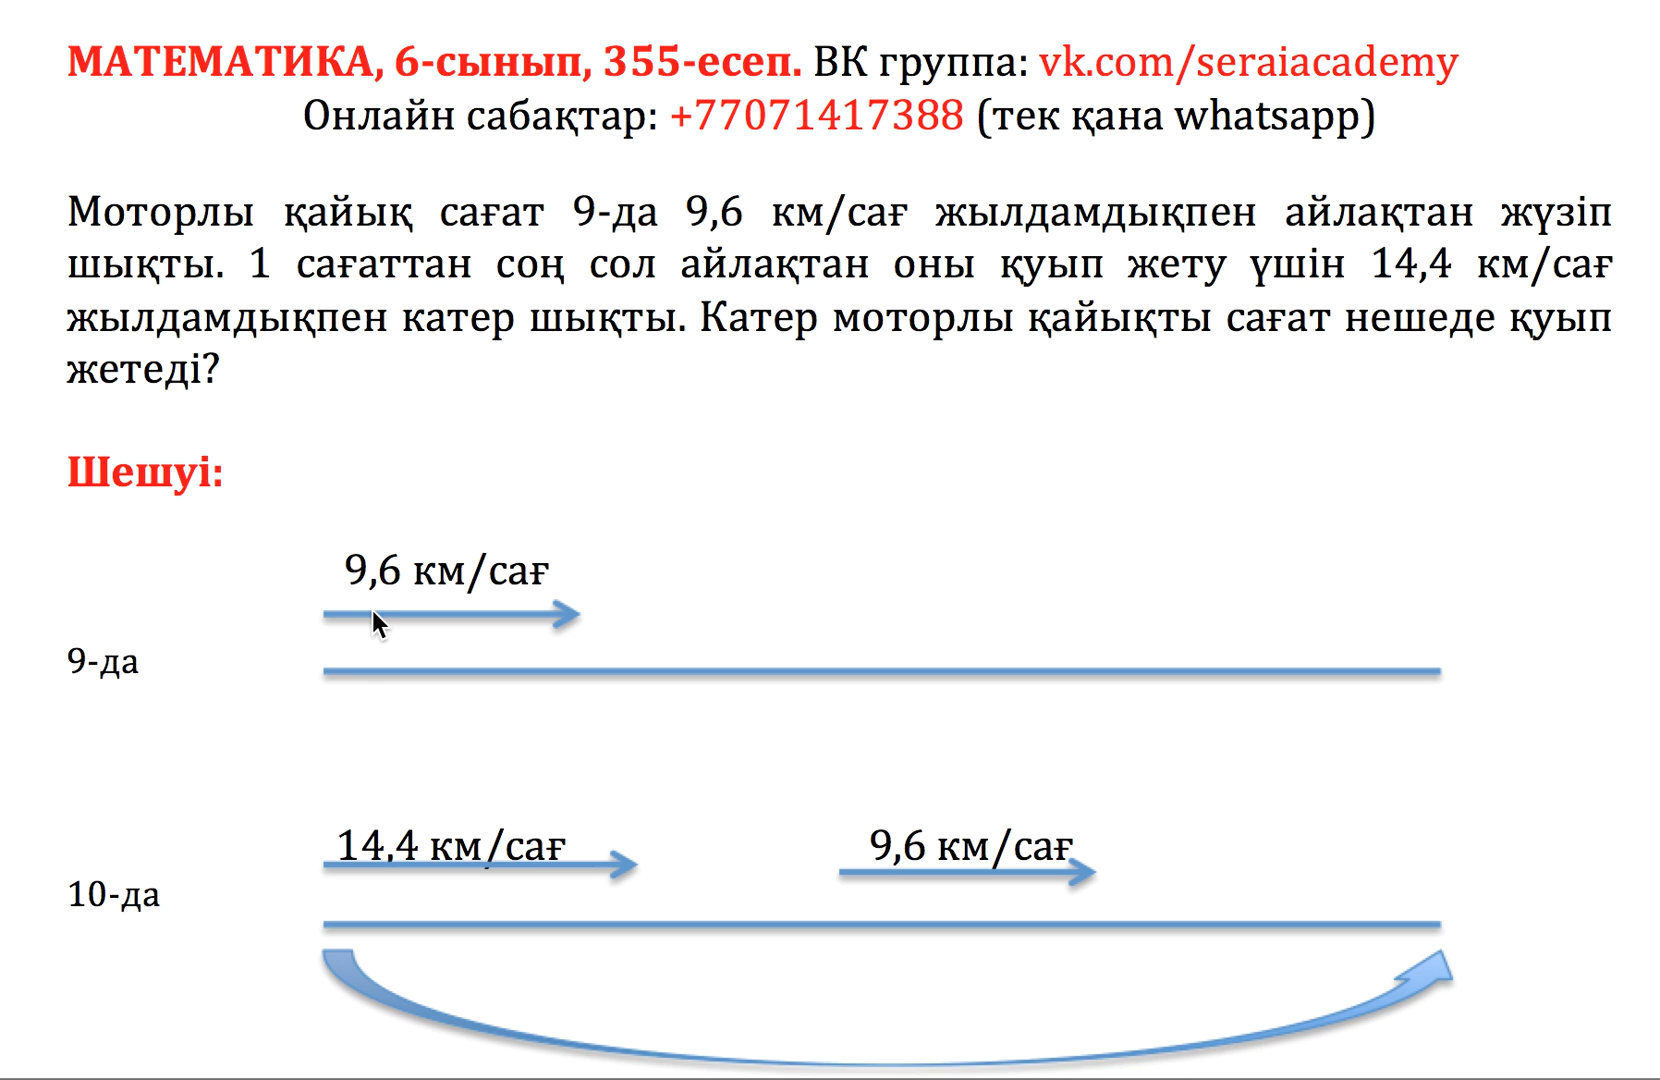 МАТЕМАТИКА, 6-сынып, 355-есеп. ВК группа: vk.com/seraiacademy
Онлайн сабақтар: +77071417388 (тек қана whatsapp)
Моторлы қайық сағат 9-да 9,6 км/сағ жылдамдықпен айлақтан жүзіп
шықты. 1 сағаттан соң сол айлақтан оны қуып жету үшін 14,4 км/сағ
жылдамдықпен катер шықты. Катер моторлы қайықты сағат нешеде қуып
жетеді?
Шешуі:
9,6 км/сағ
9-да
14,4 км/сағ 9,6 км/сағ
10-да